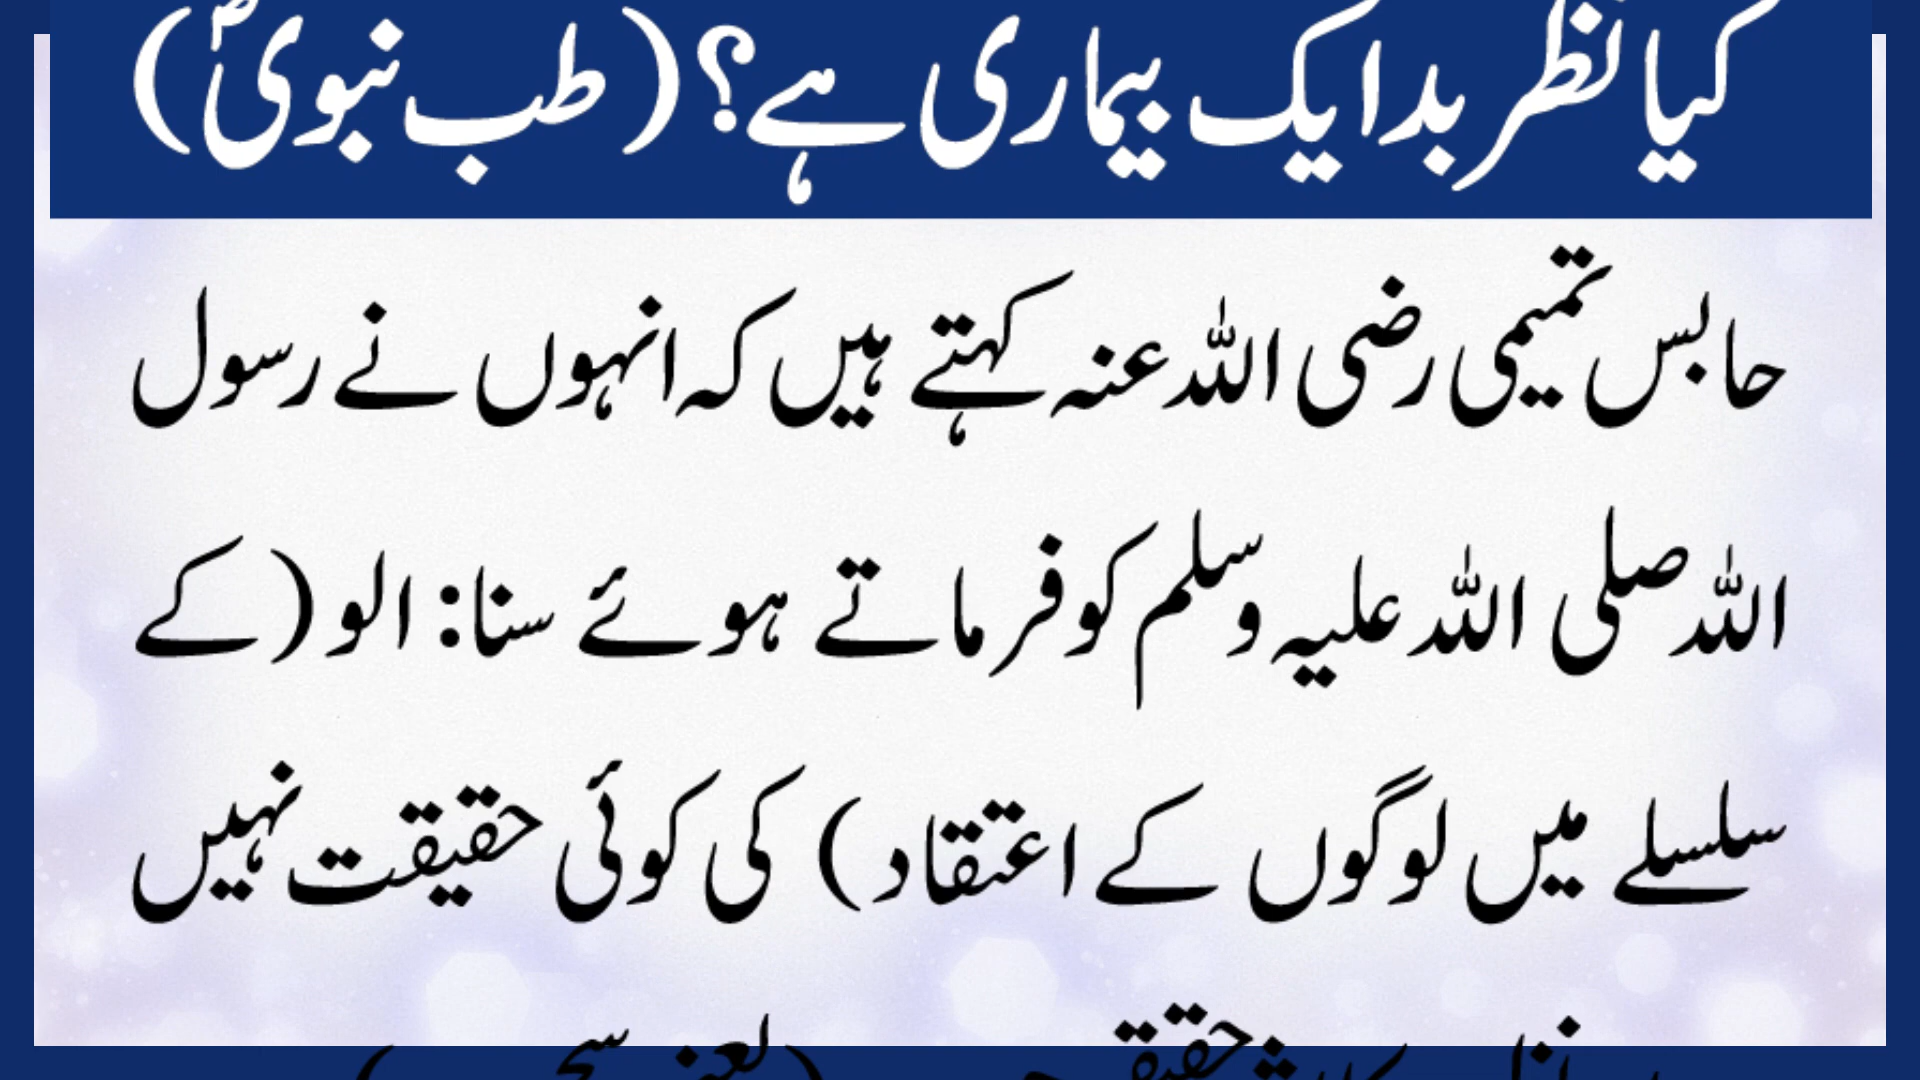 کیا نظر بد ایک بیماری ہے؟ (طب نبویؐ)
حابس تمیمی رضی اللہ عنہ کہتے ہیں کہ انہوں نے رسول
اللہ صلی اللہ علیہ وسلم کو فرماتے ہوئے سنا: الو (کے
سلسلے میں لوگوں کے اعتقاد) کی کوئی حقیقت نہیں